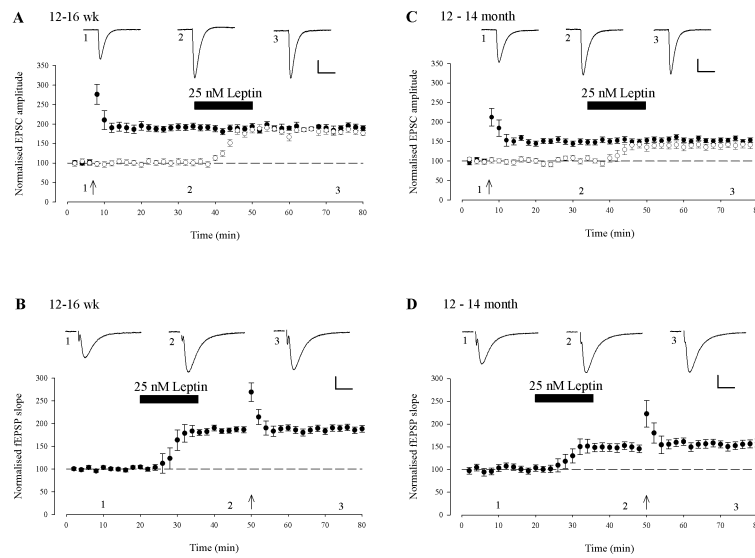 A 12-16 wk
1
2
3
25 nM Leptin
Normalised EPSC amplitude
350
300
250
200
150
100
50
0
1
2
3
0 10 20 30 40 50 60 70 80
Time (min)
C 12 - 14 month
1
2
3
25 nM Leptin
Normalised EPSC amplitude
350
300
250
200
150
100
50
0
1
2
3
0 10 20 30 40 50 60 70 80
Time (min)
B 12-16 wk
1
2
3
25 nM Leptin
Normalised fEPSP slope
300
250
200
150
100
50
0
1
2
3
0 10 20 30 40 50 60 70 80
Time (min)
D 12 - 14 month
1
2
3
25 nM Leptin
Normalised fEPSP slope
300
250
200
150
100
50
0
1
2
3
0 10 20 30 40 50 60 70 80
Time (min)